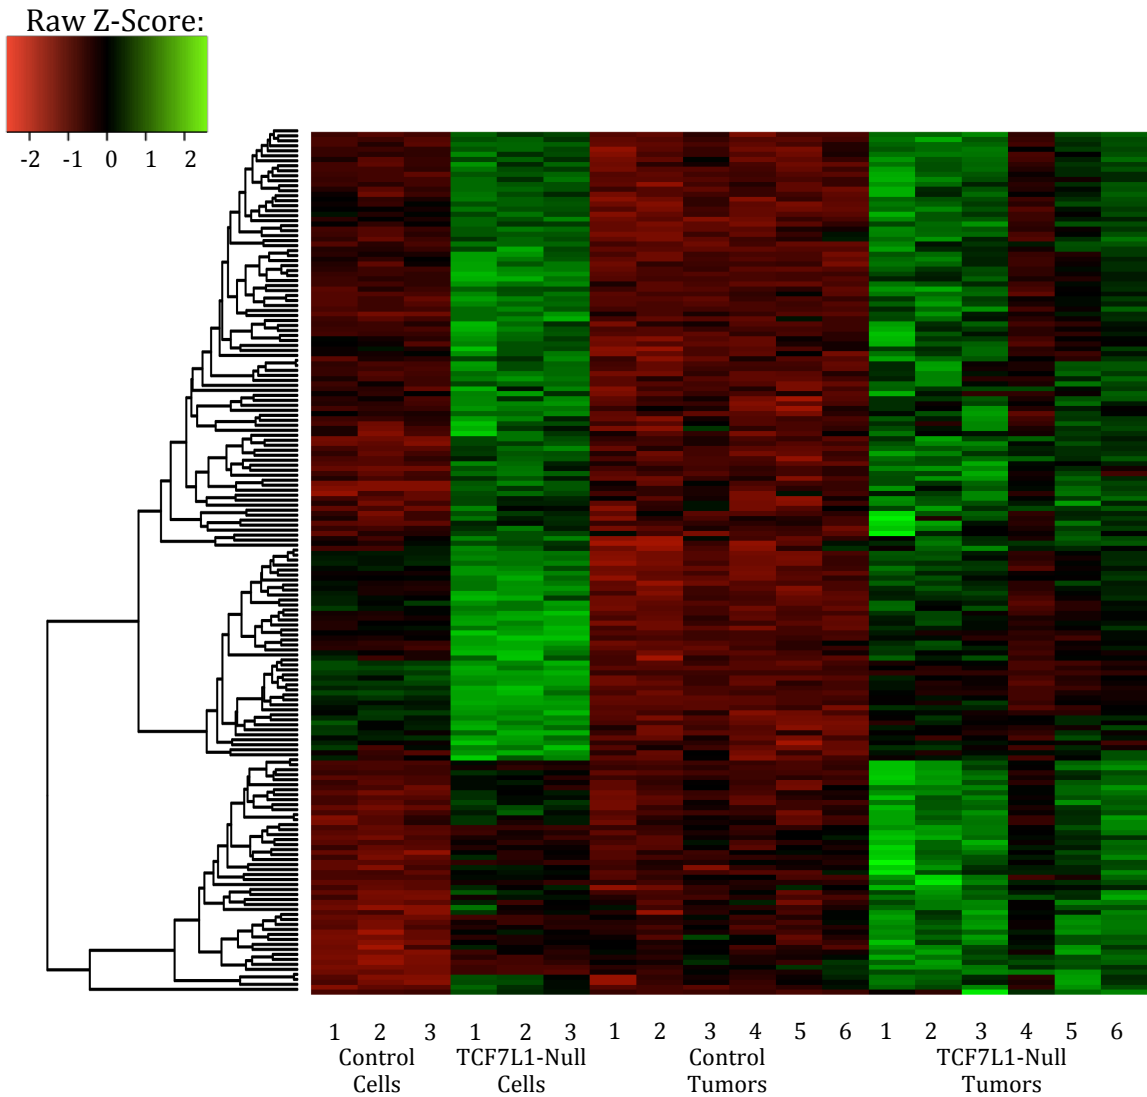 Raw Z-Score:
-2 -1 0 1 2
1 2 3 1 2 3 1 2 3 4 5 6 1 2 3 4 5 6
Control TCF7L1-Null Control TCF7L1-Null
Cells Cells Tumors Tumors